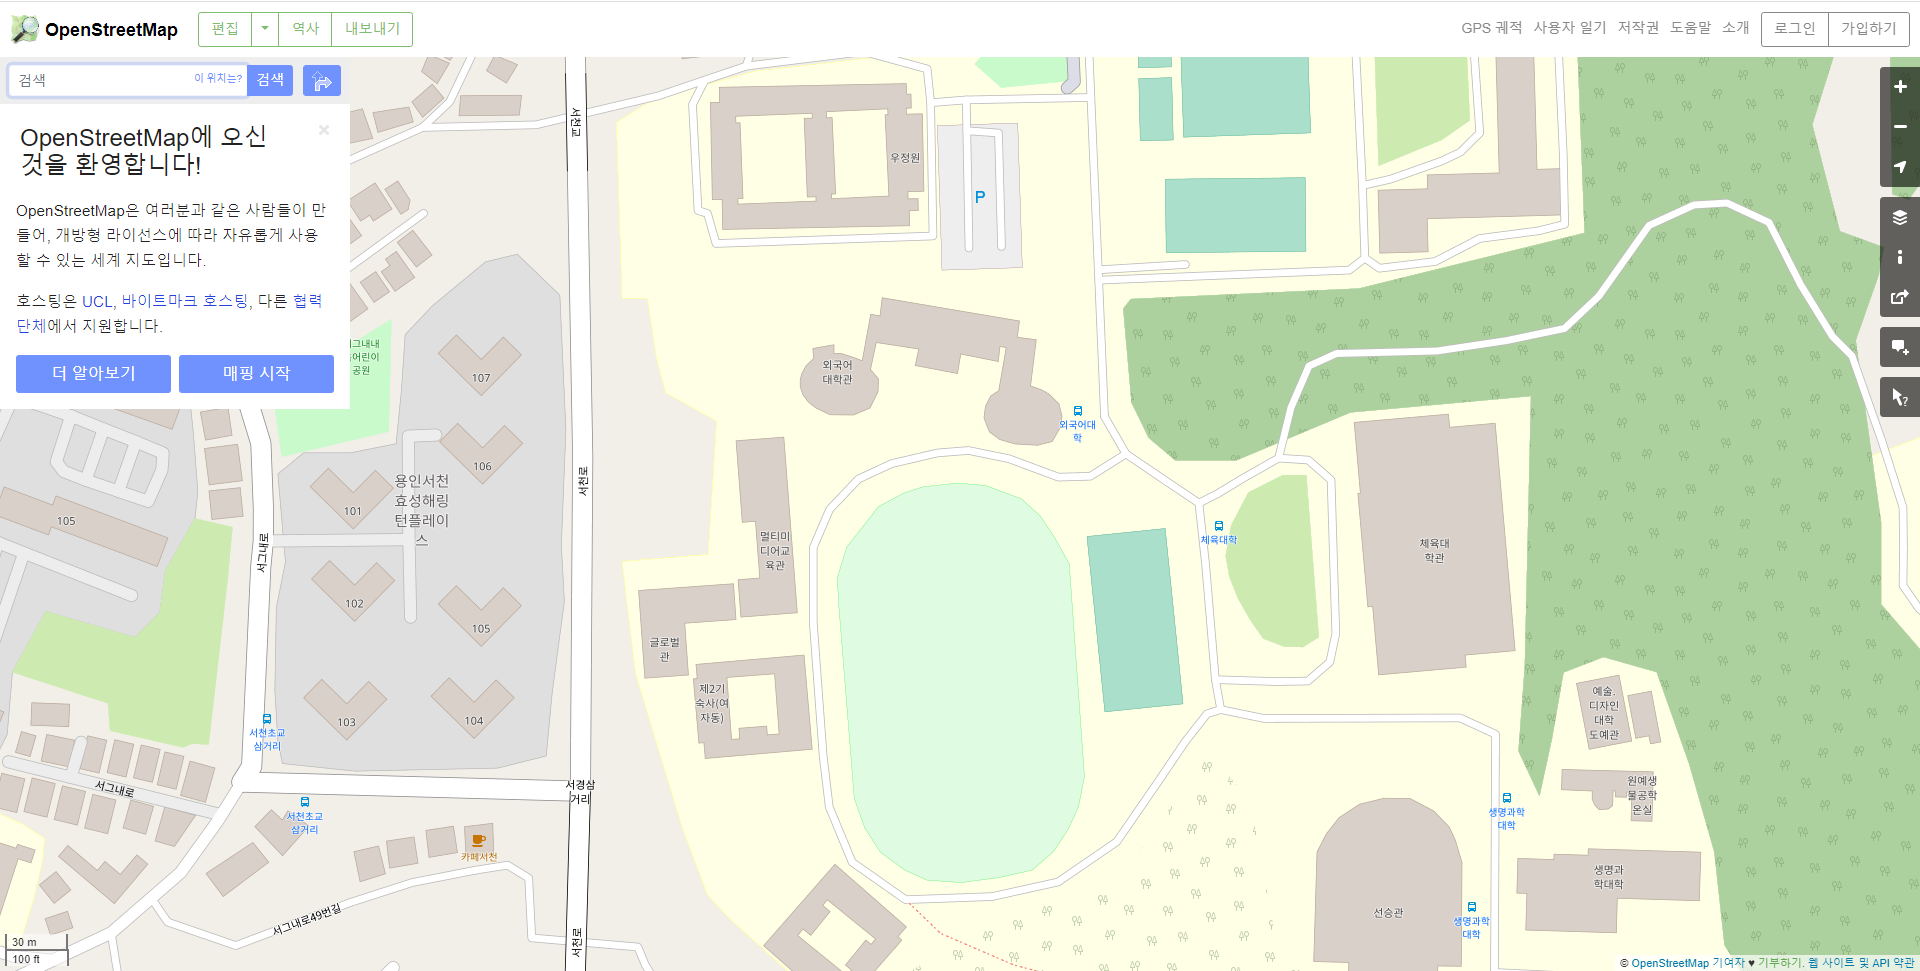 OpenStreetMap
편집
역사
내보내기
GPS 궤적
사용자 일기
저작권
도움말
소개
로그인
가입하기
검색
이 위치는?
검색
OpenStreetMap에 오신
것을 환영합니다!
OpenStreetMap은 여러분과 같은 사람들이 만
들어, 개방형 라이선스에 따라 자유롭게 사용
할 수 있는 세계 지도입니다.
호스팅은 UCL, 바이트마크 호스팅, 다른 협력
단체에서 지원합니다.
더 알아보기
매핑 시작
서천교
우정원
P
어린이
공원
107
외국어
대학관
외국어대
학
106
용인서천
효성해링
턴플레이
스
서천로
101
105
서그내로
멀티미
디어교
육관
체육대학
체육대
학관
102
105
글로벌
관
제2기
숙사(여
자동)
예술.
디자인
대학
도예관
103
104
서천초교
삼거리
서경삼
거리
서그내로
서천초교
삼거리
원예생
물공학
온실
생명과학
대학
카페서천
생명과
학대학
서그내로49번길
선승관
생명과학
대학
서천로
30 m
100 ft
© OpenStreetMap 기여자 ♥ 기부하기. 웹 사이트 및 API 약관